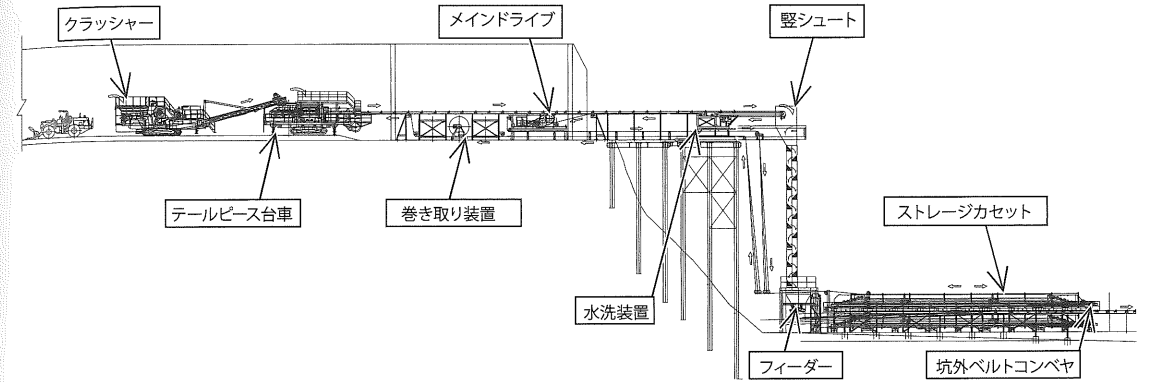 クラッシャー
メインドライブ
竪シュート
テールピース台車
巻き取り装置
ストレージカセット
水洗装置
フィーダー
坑外ベルトコンベヤ